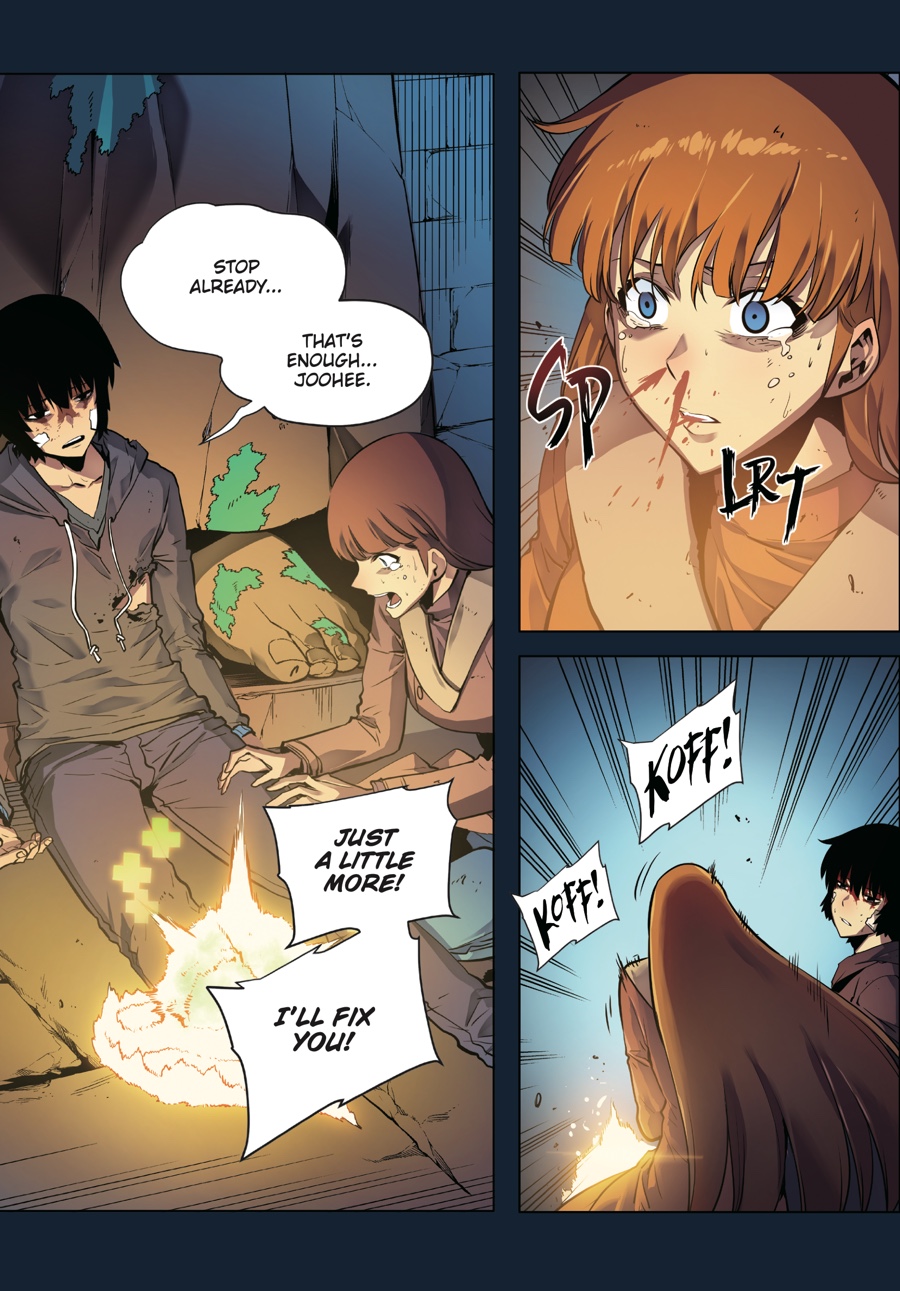 STOP
ALREADY...
THAT'S
ENOUGH...
JOOHEE.
JUST
A LITTLE
MORE!
I'LL FIX
YOU!
SP
LRT
KOFF!
KOFF!